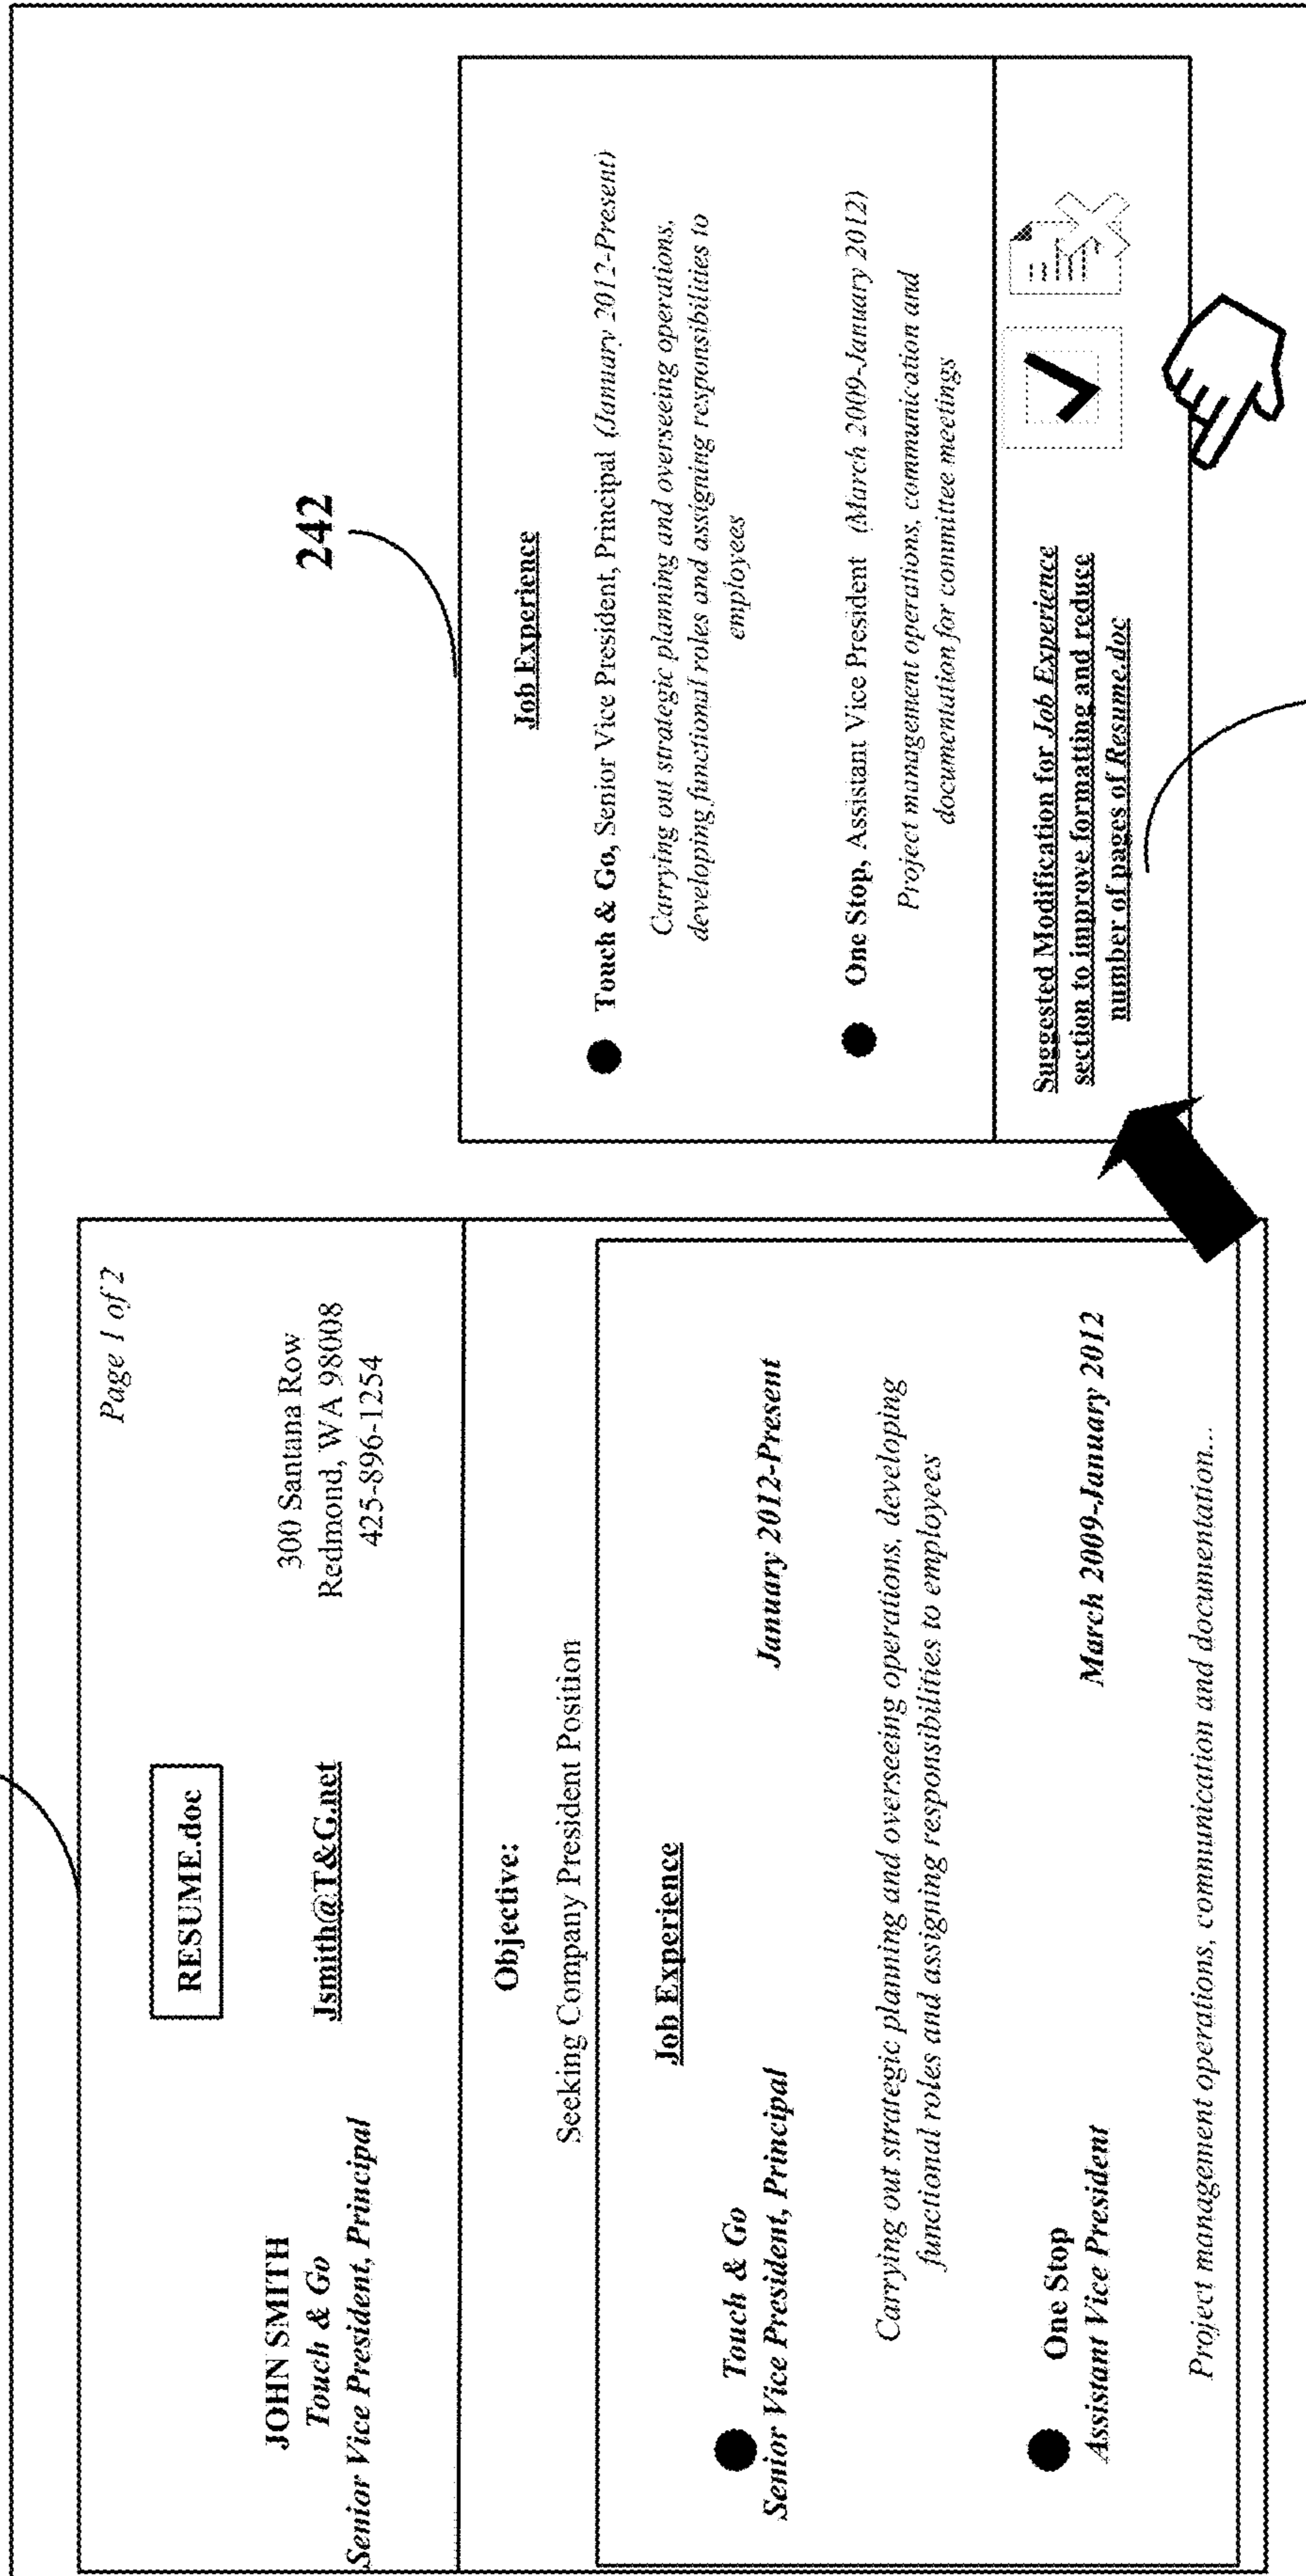 Page 1 of 2
RESUME.doc
JOHN SMITH
Touch & Go
Senior Vice President, Principal
Jsmith@T&G.net
300 Santana Row
Redmond, WA 98008
425-896-1254
Objective:
Seeking Company President Position
Job Experience
Touch & Go
Senior Vice President, Principal
January 2012-Present
Carrying out strategic planning and overseeing operations, developing
functional roles and assigning responsibilities to employees
One Stop
Assistant Vice President
March 2009-January 2012
Project management operations, communication and documentation...
242
Job Experience
Touch & Go, Senior Vice President, Principal (January 2012-Present)
Carrying out strategic planning and overseeing operations,
developing functional roles and assigning responsibilities to
employees
One Stop, Assistant Vice President (March 2009-January 2012)
Project management operations, communication and
documentation for committee meetings
Suggested Modification for Job Experience
section to improve formatting and reduce
number of pages of Resume.doc